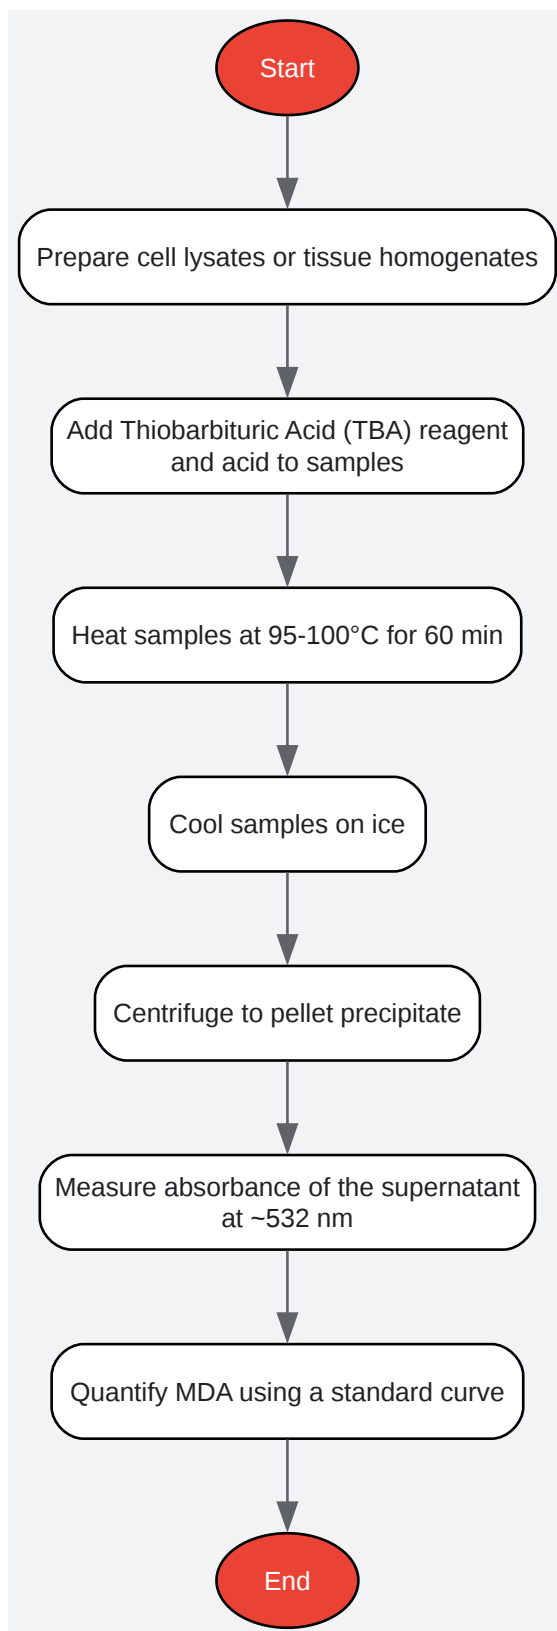 Start
Prepare cell lysates or tissue homogenates
Add Thiobarbituric Acid (TBA) reagent
and acid to samples
Heat samples at 95-100°C for 60 min
Cool samples on ice
Centrifuge to pellet precipitate
Measure absorbance of the supernatant
at ~532 nm
Quantify MDA using a standard curve
End